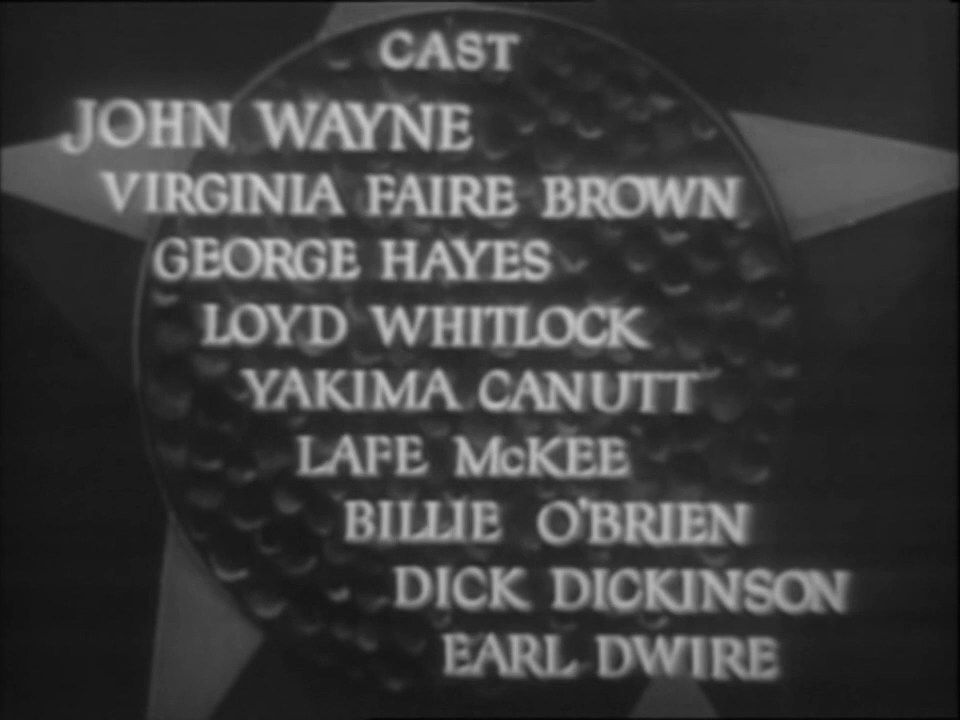 CAST
JOHN WAYNE
VIRGINIA FAIRE BROWN
GEORGE HAYES
LOYD WHITLOCK
YAKIMA CANUTT
LAFE McKEE
BILLIE O'BRIEN
DICK DICKINSON
EARL DWIRE